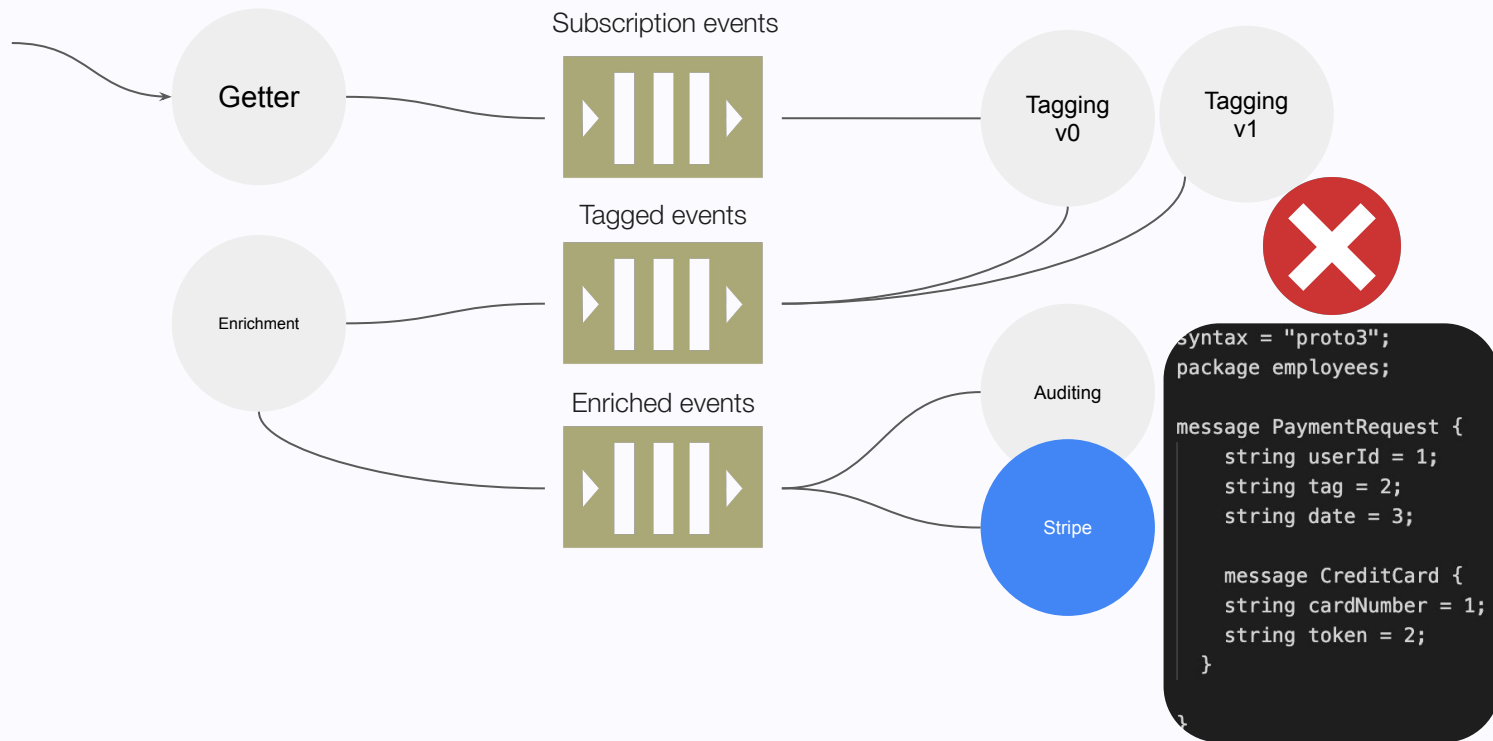 Subscription events
Getter
Tagging
v0
Tagging
v1
Tagged events
Enrichment
Enriched events
Auditing
Stripe
syntax = "proto3";
package employees;
message PaymentRequest {
string userId = 1;
string tag = 2;
string date = 3;
message CreditCard {
string cardNumber = 1;
string token = 2;
}
}